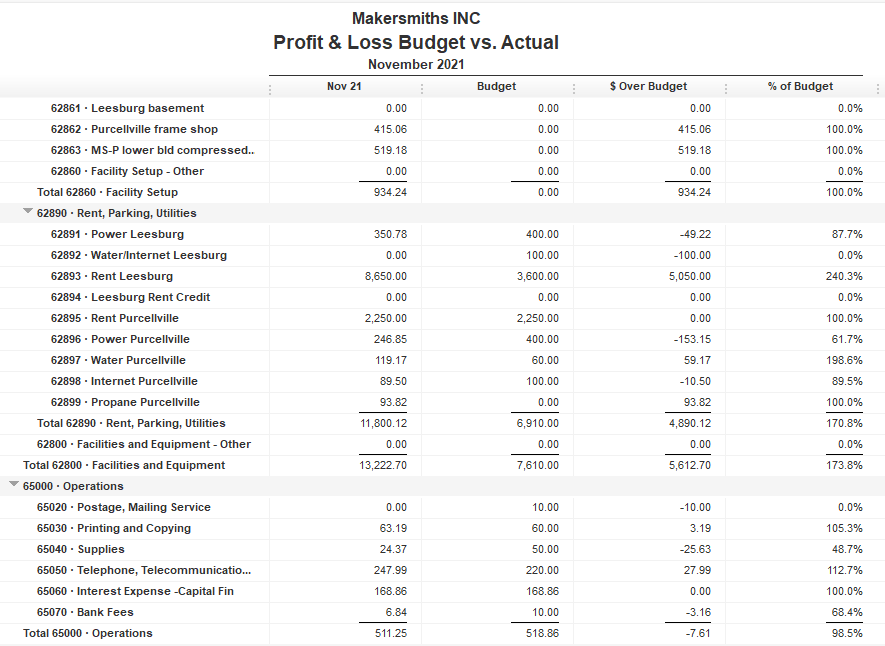 Makersmiths INC
Profit & Loss Budget vs. Actual
November 2021
Nov 21 Budget $ Over Budget % of Budget
62861 · Leesburg basement 0.00 0.00 0.00 0.0%
62862 · Purcellville frame shop 415.06 0.00 415.06 100.0%
62863 · MS-P lower bld compressed.. 519.18 0.00 519.18 100.0%
62860 · Facility Setup - Other 0.00 0.00 0.00 0.0%
Total 62860 · Facility Setup 934.24 0.00 934.24 100.0%
62890 · Rent, Parking, Utilities
62891 · Power Leesburg 350.78 400.00 -49.22 87.7%
62892 · Water/Internet Leesburg 0.00 100.00 -100.00 0.0%
62893 · Rent Leesburg 8,650.00 3,600.00 5,050.00 240.3%
62894 · Leesburg Rent Credit 0.00 0.00 0.00 0.0%
62895 · Rent Purcellville 2,250.00 2,250.00 0.00 100.0%
62896 · Power Purcellville 246.85 400.00 -153.15 61.7%
62897 · Water Purcellville 119.17 60.00 59.17 198.6%
62898 · Internet Purcellville 89.50 100.00 -10.50 89.5%
62899 · Propane Purcellville 93.82 0.00 93.82 100.0%
Total 62890 · Rent, Parking, Utilities 11,800.12 6,910.00 4,890.12 170.8%
62800 · Facilities and Equipment - Other 0.00 0.00 0.00 0.0%
Total 62800 · Facilities and Equipment 13,222.70 7,610.00 5,612.70 173.8%
65000 · Operations
65020 · Postage, Mailing Service 0.00 10.00 -10.00 0.0%
65030 · Printing and Copying 63.19 60.00 3.19 105.3%
65040 · Supplies 24.37 50.00 -25.63 48.7%
65050 · Telephone, Telecommunicatio... 247.99 220.00 27.99 112.7%
65060 · Interest Expense -Capital Fin 168.86 168.86 0.00 100.0%
65070 · Bank Fees 6.84 10.00 -3.16 68.4%
Total 65000 · Operations 511.25 518.86 -7.61 98.5%